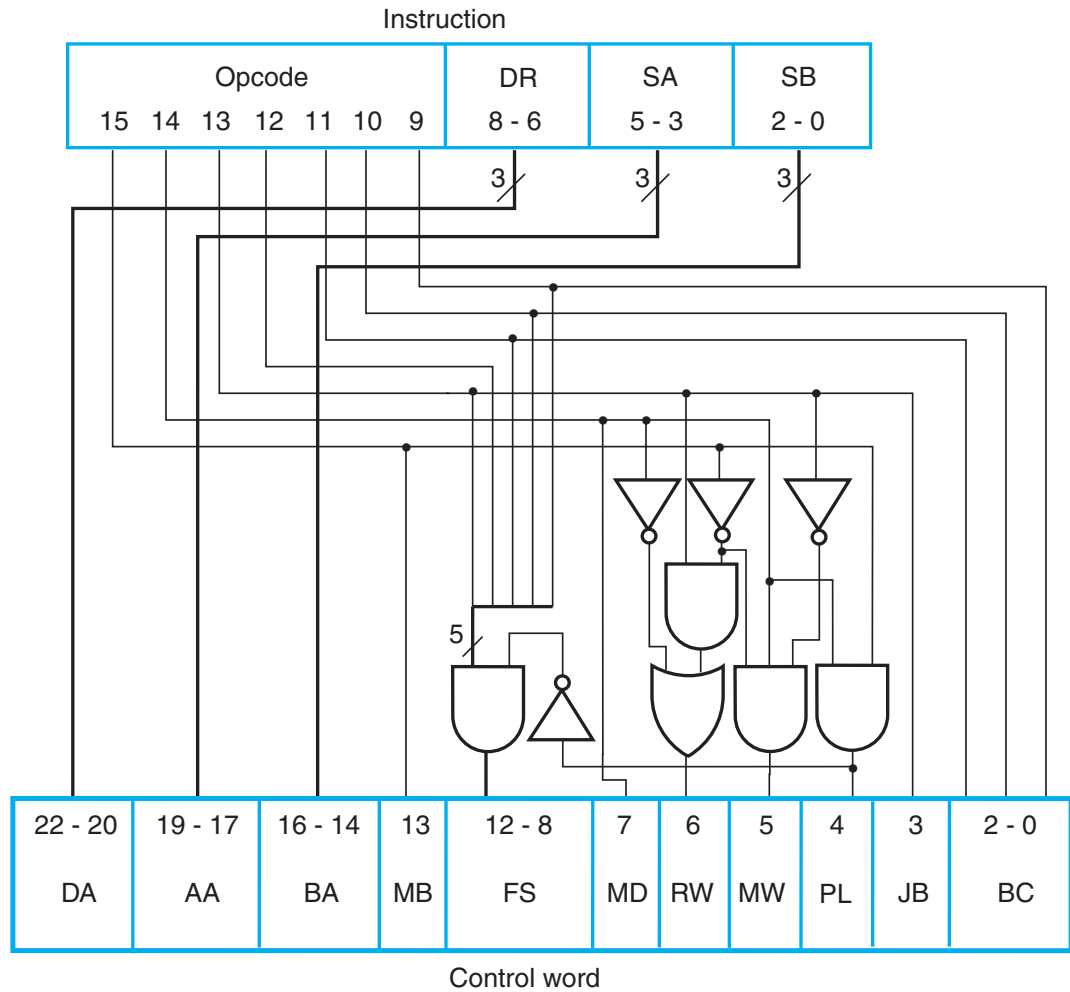 Instruction
Opcode DR SA SB
15 14 13 12 11 10 9 8 - 6 5 - 3 2 - 0
3 3 3
5
22 - 20 19 - 17 16 - 14 13 12 - 8 7 6 5 4 3 2 - 0
DA AA BA MB FS MD RW MW PL JB BC
Control word